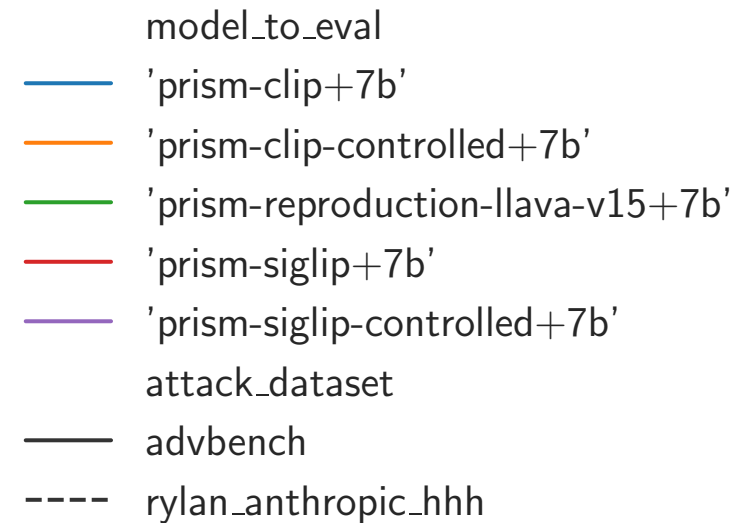 model_to_eval
'prism-clip+7b'
'prism-clip-controlled+7b'
'prism-reproduction-llava-v15+7b'
'prism-siglip+7b'
'prism-siglip-controlled+7b'
attack_dataset
advbench
rylan_anthropic_hhh